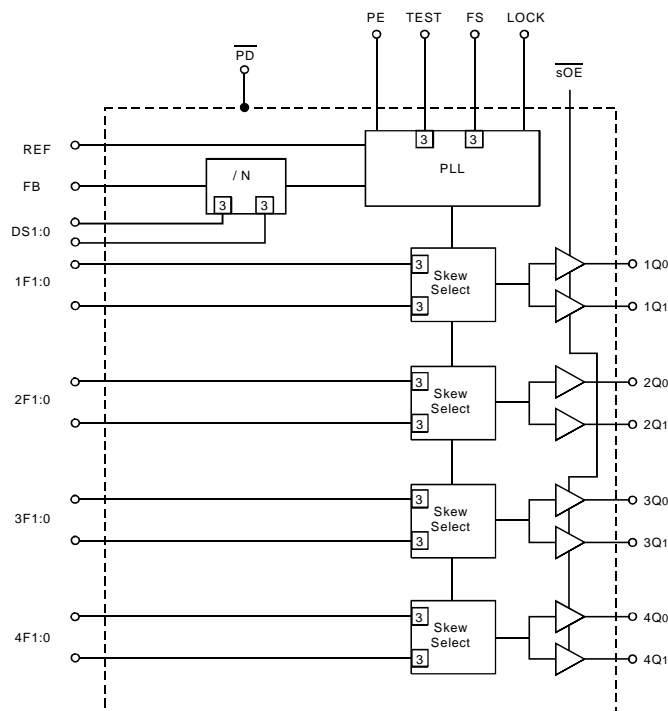 PE TEST FS LOCK
PD
sOE
REF
3 3
PLL
/ N
FB
3 3
DS1:0
1F1:0
3
Skew
Select
3
1Q0
1Q1
2F1:0
3
Skew
Select
3
2Q0
2Q1
3F1:0
3
Skew
Select
3
3Q0
3Q1
4F1:0
3
Skew
Select
3
4Q0
4Q1